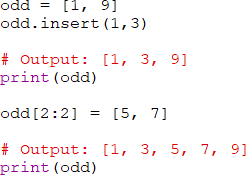 odd = [1, 9]
odd.insert(1,3)
# Output: [1, 3, 9]
print(odd)
odd[2:2] = [5, 7]
# Output: [1, 3, 5, 7, 9]
print(odd)